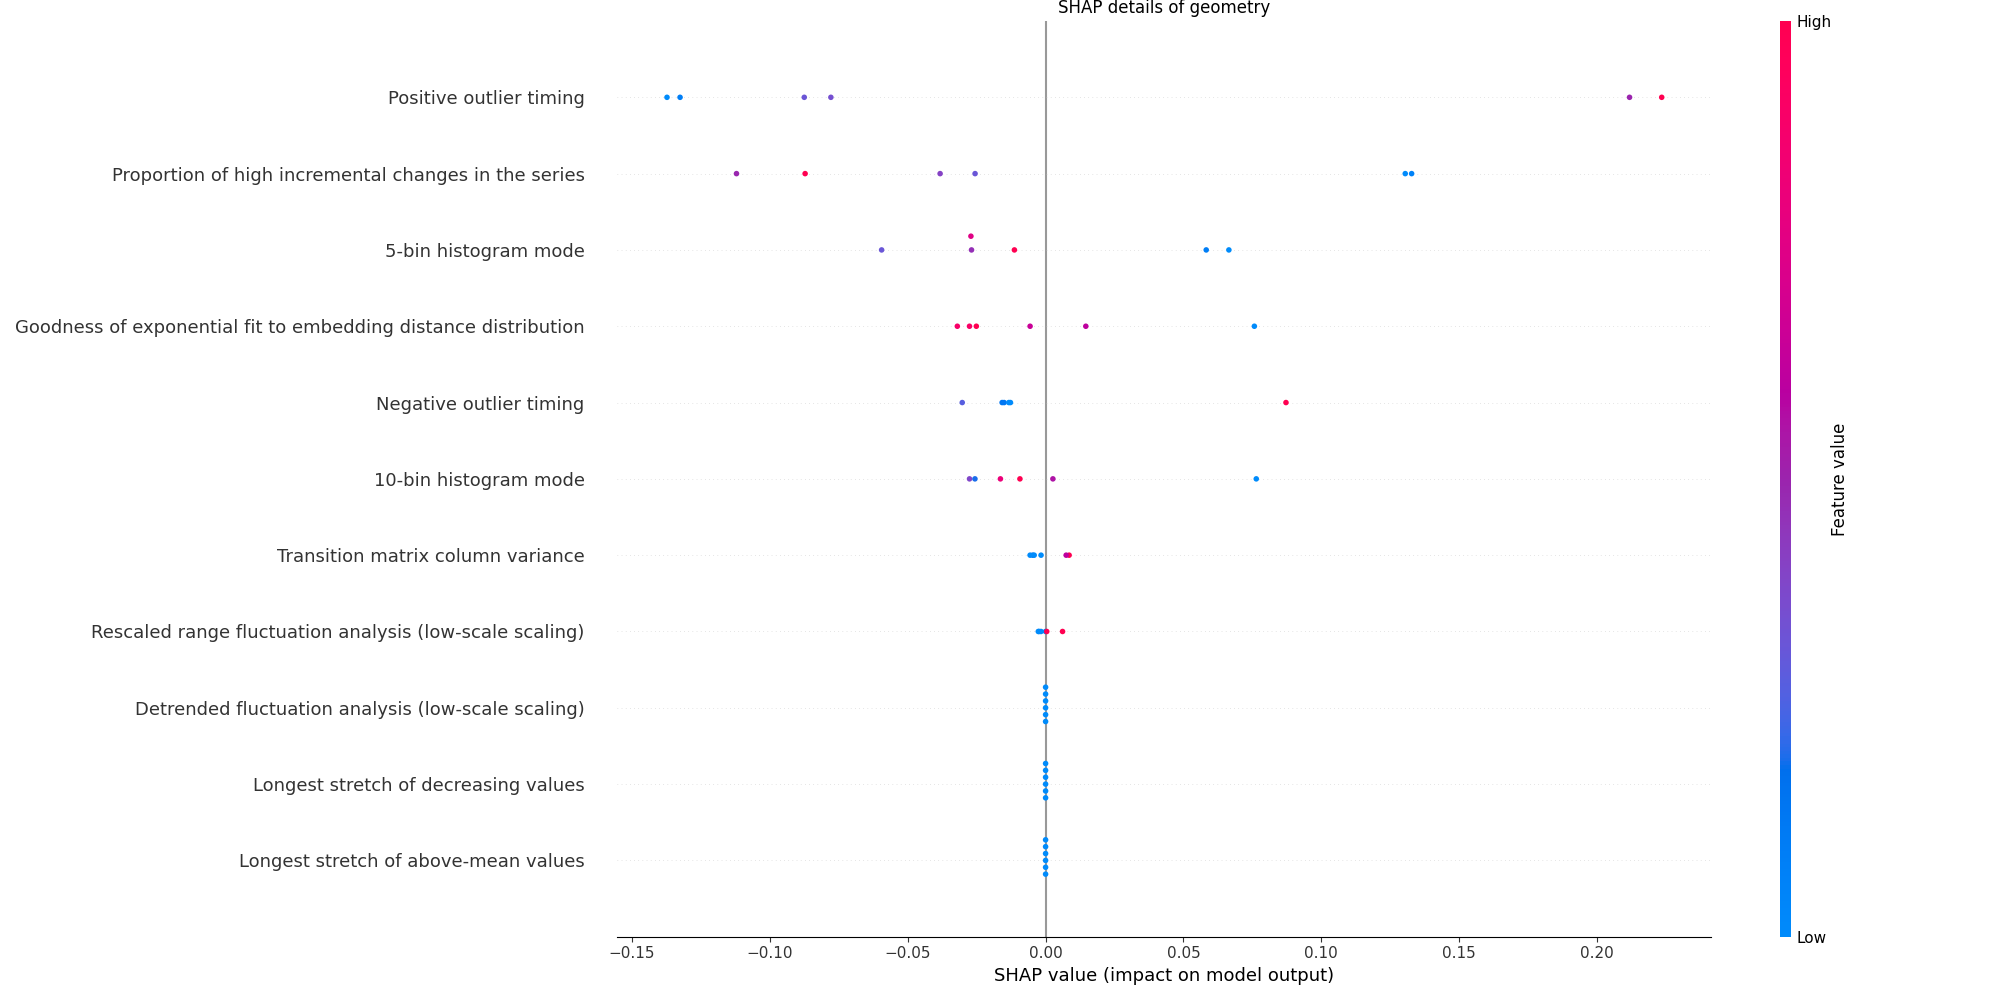 SHAP details of geometry
High
Positive outlier timing
Proportion of high incremental changes in the series
5-bin histogram mode
Goodness of exponential fit to embedding distance distribution
Negative outlier timing
Feature value
10-bin histogram mode
Transition matrix column variance
Rescaled range fluctuation analysis (low-scale scaling)
Detrended fluctuation analysis (low-scale scaling)
Longest stretch of decreasing values
Longest stretch of above-mean values
Low
−0.15 −0.10 −0.05 0.00 0.05 0.10 0.15 0.20
SHAP value (impact on model output)